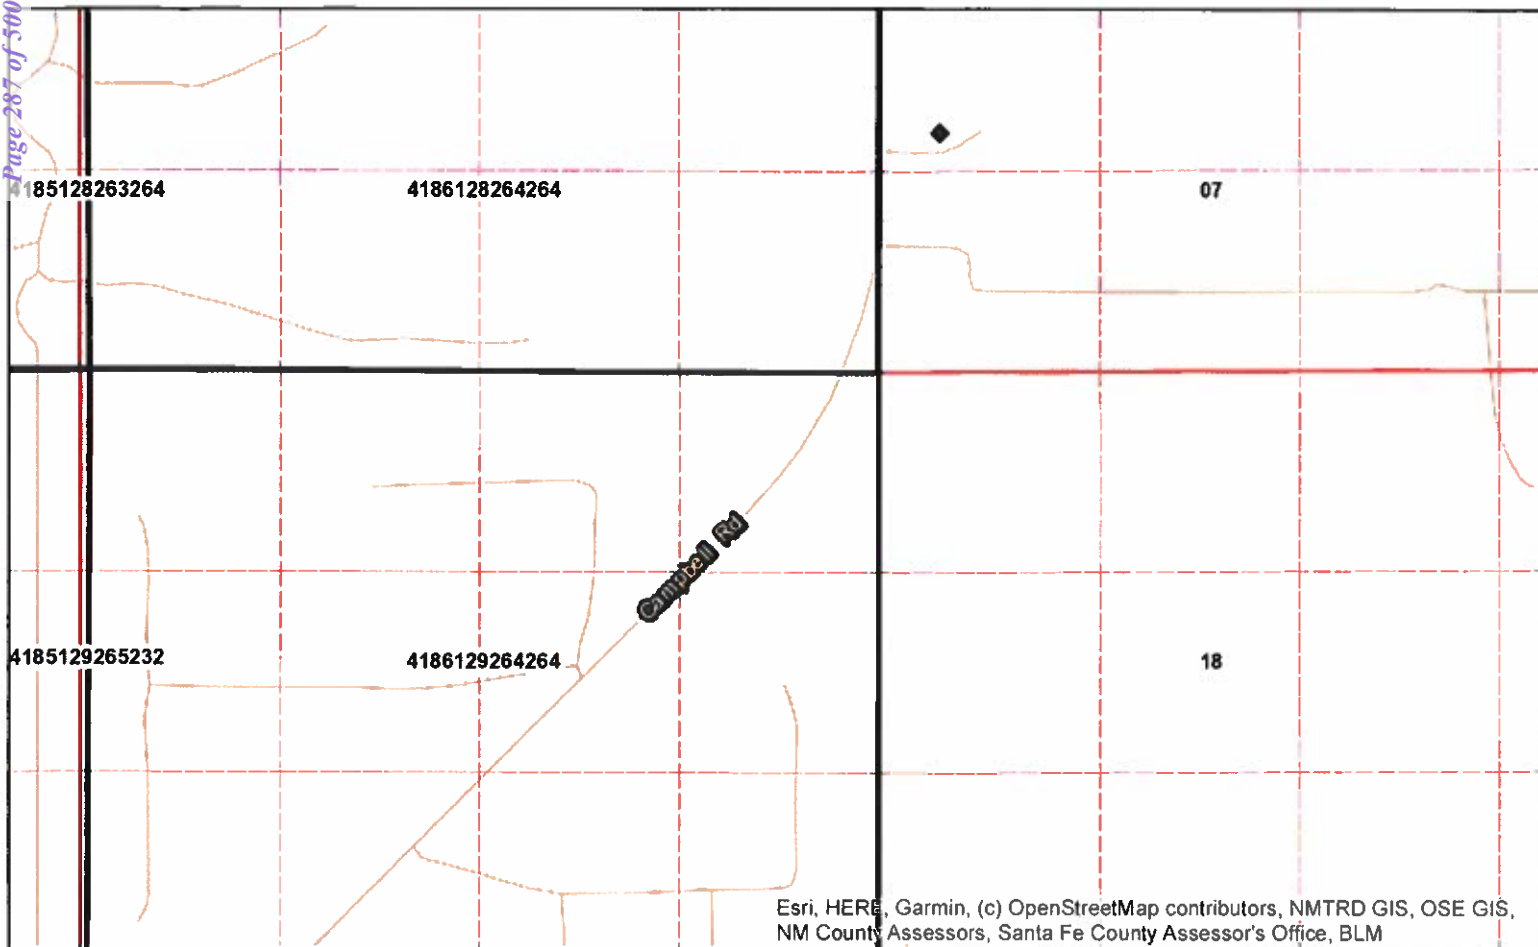 Page 287 of 500
4185128263264
4186128264264
07
Campbell Rd
4185129265232
4186129264264
18
Esri, HERE, Garmin, (c) OpenStreetMap contributors, NMTRD GIS, OSE GIS,
NM County Assessors, Santa Fe County Assessor's Office, BLM